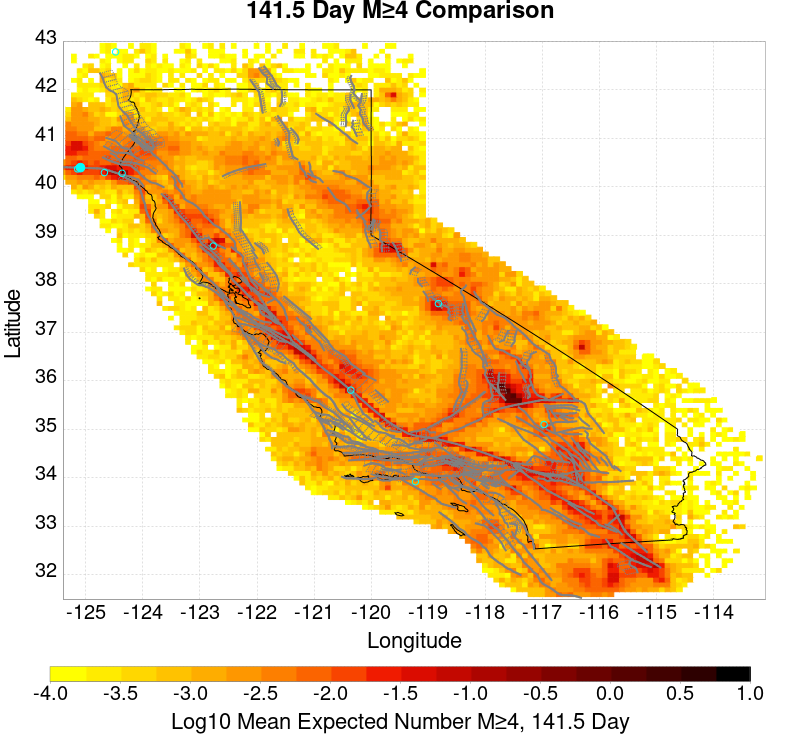 141.5 Day M≥4 Comparison
43
42
41
40
39
38
37
36
35
34
33
32
Latitude
-125 -124 -123 -122 -121 -120 -119 -118 -117 -116 -115 -114
Longitude
-4.0 -3.5 -3.0 -2.5 -2.0 -1.5 -1.0 -0.5 0.0 0.5 1.0
Log10 Mean Expected Number M≥4, 141.5 Day